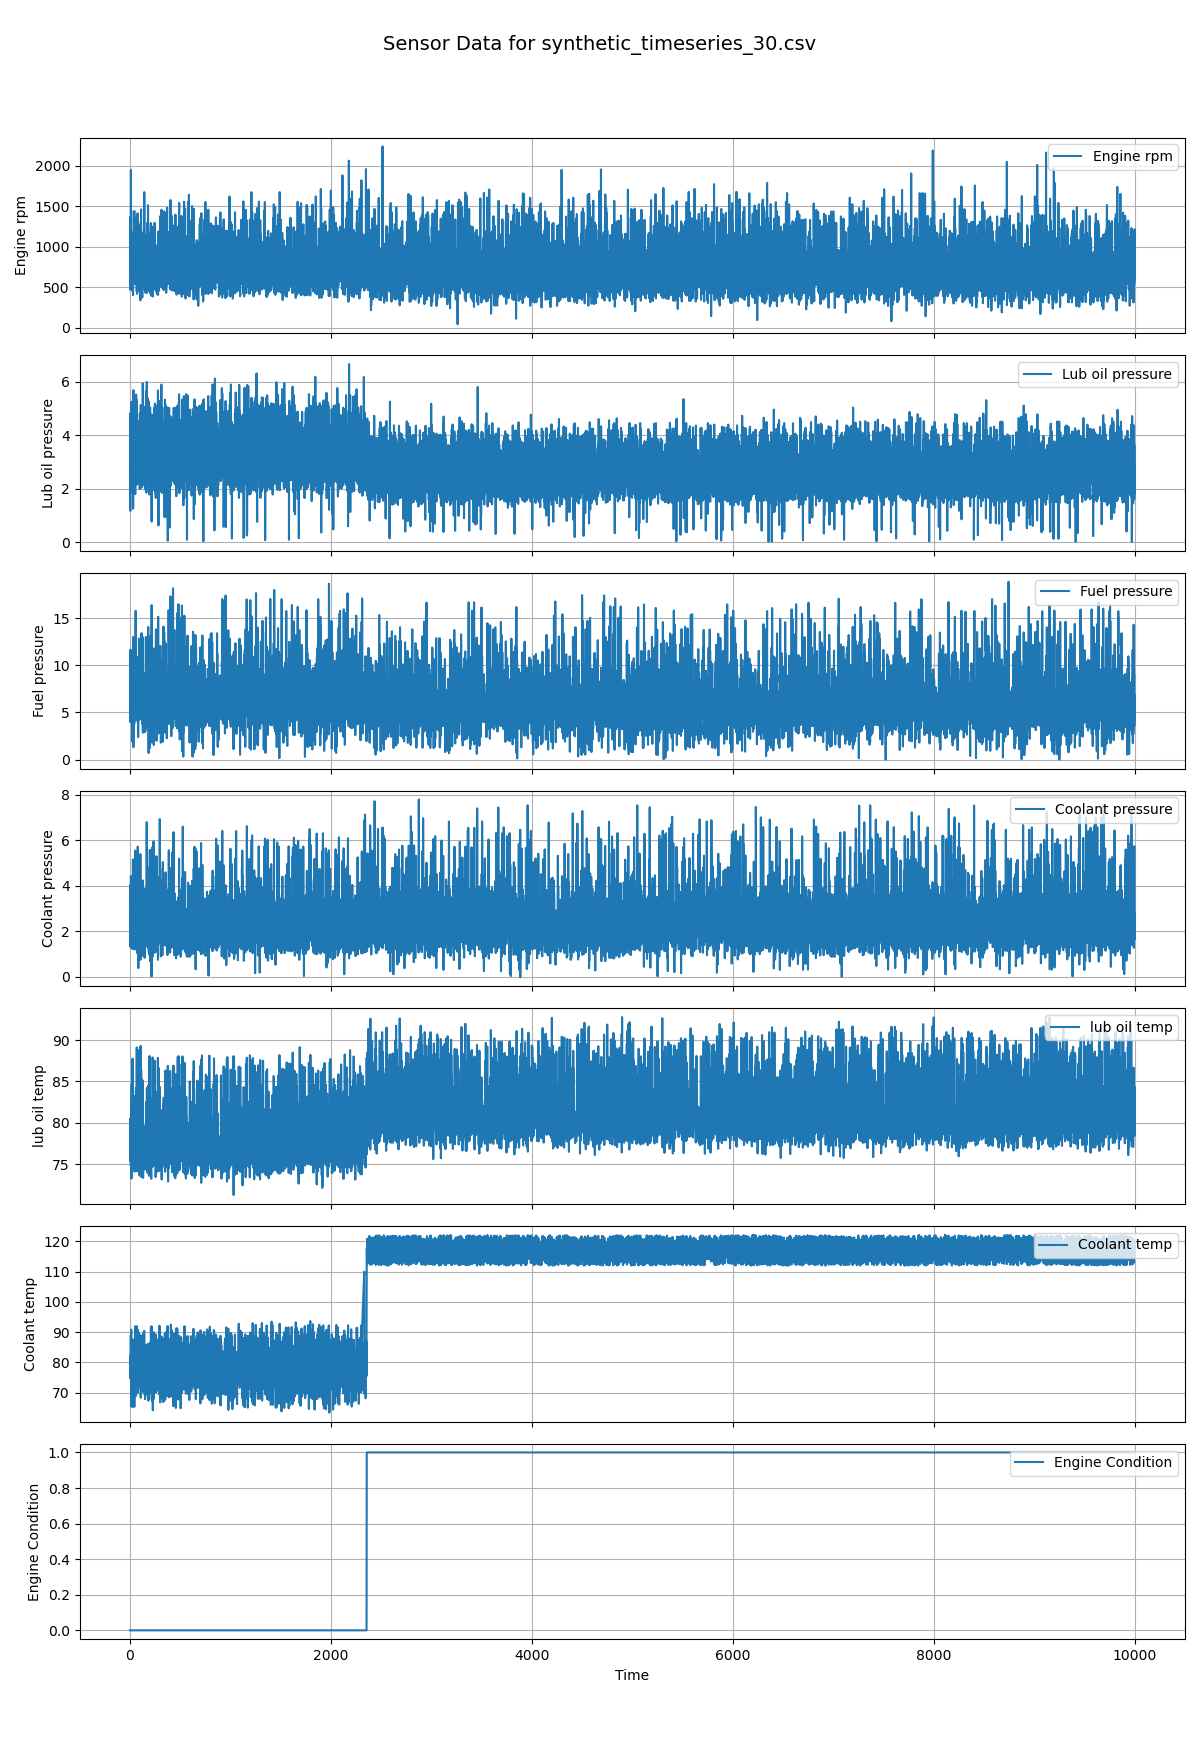 Sensor Data for synthetic_timeseries_30.csv
Engine rpm
2000
1500
1000
500
0
Engine rpm
Lub oil pressure
6
4
2
0
Lub oil pressure
Fuel pressure
15
10
5
0
Fuel pressure
Coolant pressure
8
6
4
2
0
Coolant pressure
lub oil temp
90
85
80
75
lub oil temp
Coolant temp
120
110
100
90
80
70
Coolant temp
Engine Condition
1.0
0.8
0.6
0.4
0.2
0.0
Engine Condition
0 2000 4000 6000 8000 10000
Time